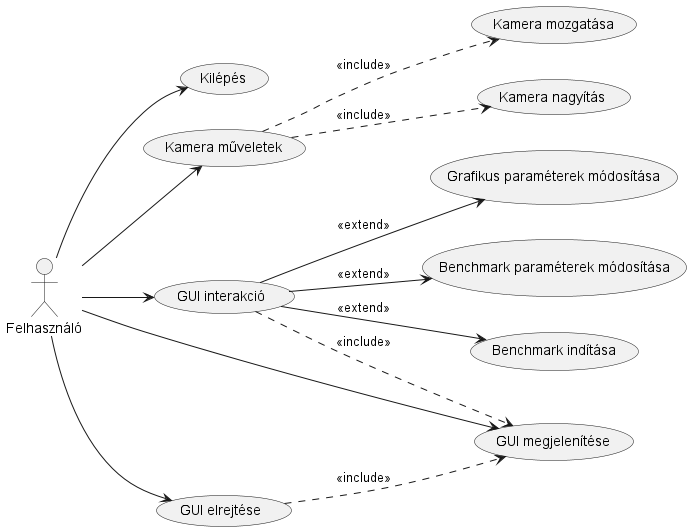 Kamera mozgatása
«include»
Kilépés
Kamera nagyítás
«include»
Kamera műveletek
Grafikus paraméterek módosítása
«extend»
Benchmark paraméterek módosítása
«extend»
GUI interakció
«extend»
Felhasználó
«include»
Benchmark indítása
GUI megjelenítése
«include»
GUI elrejtése